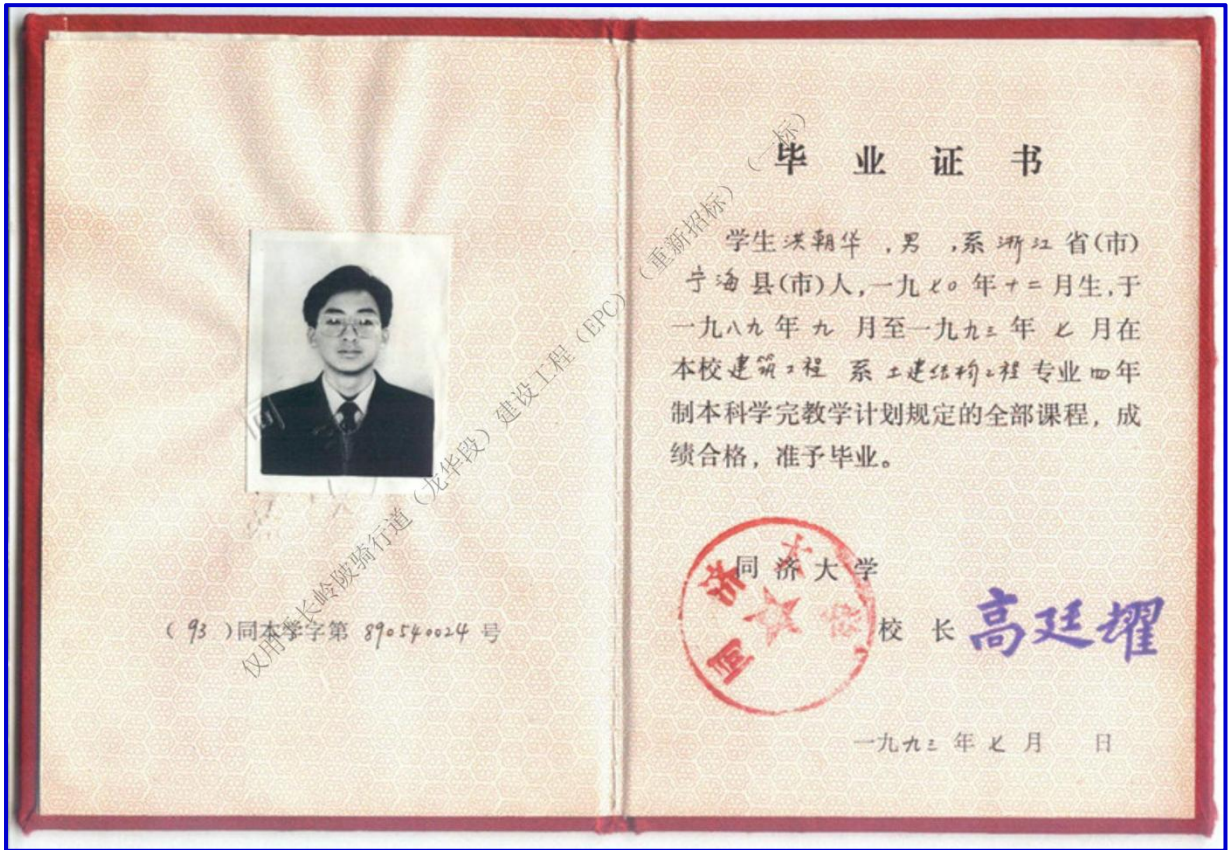 (93)同本学字第 890540024 号
毕业证书
学生洪朝华,男,系浙江省(市)
宁海县(市)人,一九七〇年十二月生,于
一九八九年九月至一九九三年七月在
本校建筑工程系土建结构工程专业四年
制本科学完教学计划规定的全部课程,成
绩合格,准予毕业。
同济大学
同济大学
校长 高廷耀
一九九三年七月 日
仅用于长岭陂骑行道(龙华段)建设工程(EPC)(重新招标)(一标)